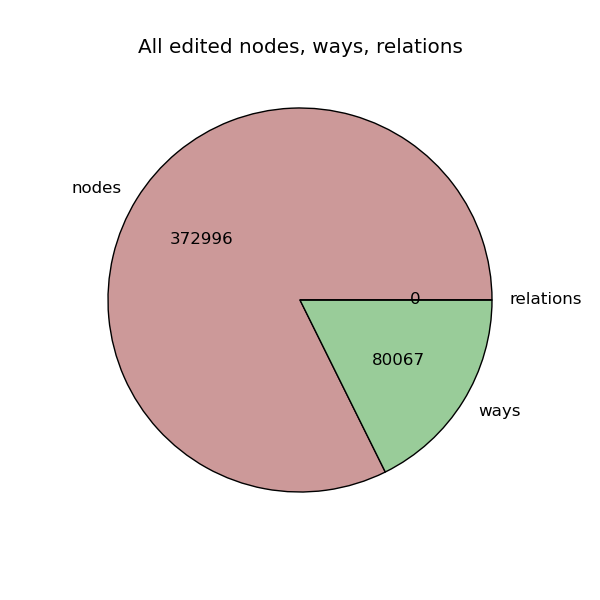 All edited nodes, ways, relations
nodes
372996
0
relations
80067
ways